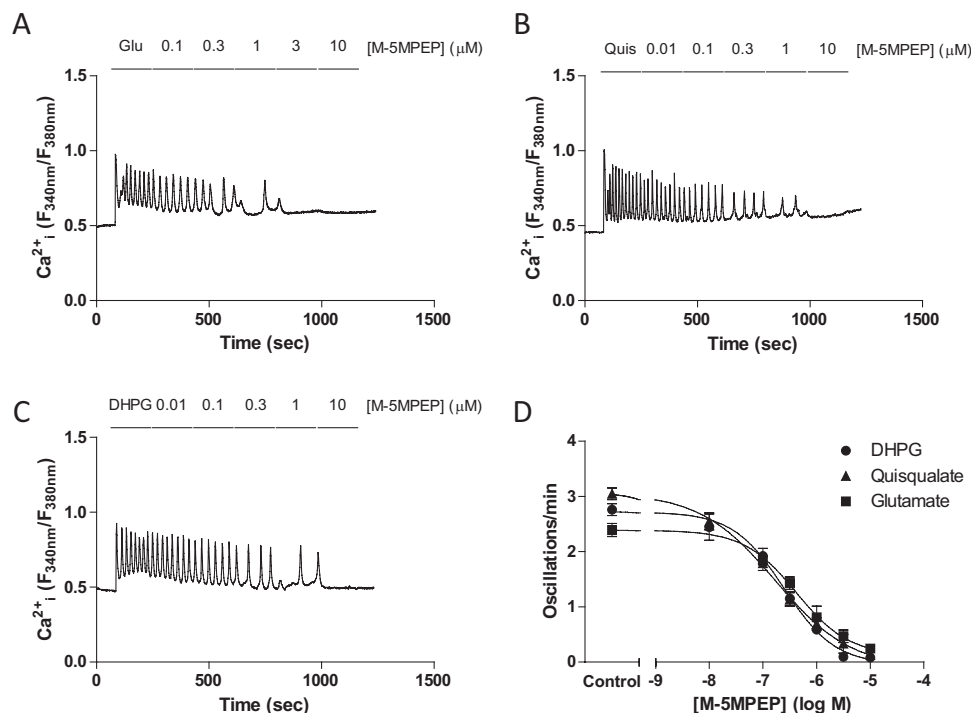 A
Glu 0.1 0.3 1 3 10 [M-5MPEP] (μM)
1.5
1.0
0.5
0.0
Ca²⁺ᵢ (F340nm/F380nm)
0 500 1000 1500
Time (sec)
B
Quis 0.01 0.1 0.3 1 10 [M-5MPEP] (μM)
1.5
1.0
0.5
0.0
Ca²⁺ᵢ (F340nm/F380nm)
0 500 1000 1500
Time (sec)
C
DHPG 0.01 0.1 0.3 1 10 [M-5MPEP] (μM)
1.5
1.0
0.5
0.0
Ca²⁺ᵢ (F340nm/F380nm)
0 500 1000 1500
Time (sec)
D
4
3
2
1
0
Oscillations/min
DHPG
Quisqualate
Glutamate
Control -9 -8 -7 -6 -5 -4
[M-5MPEP] (log M)